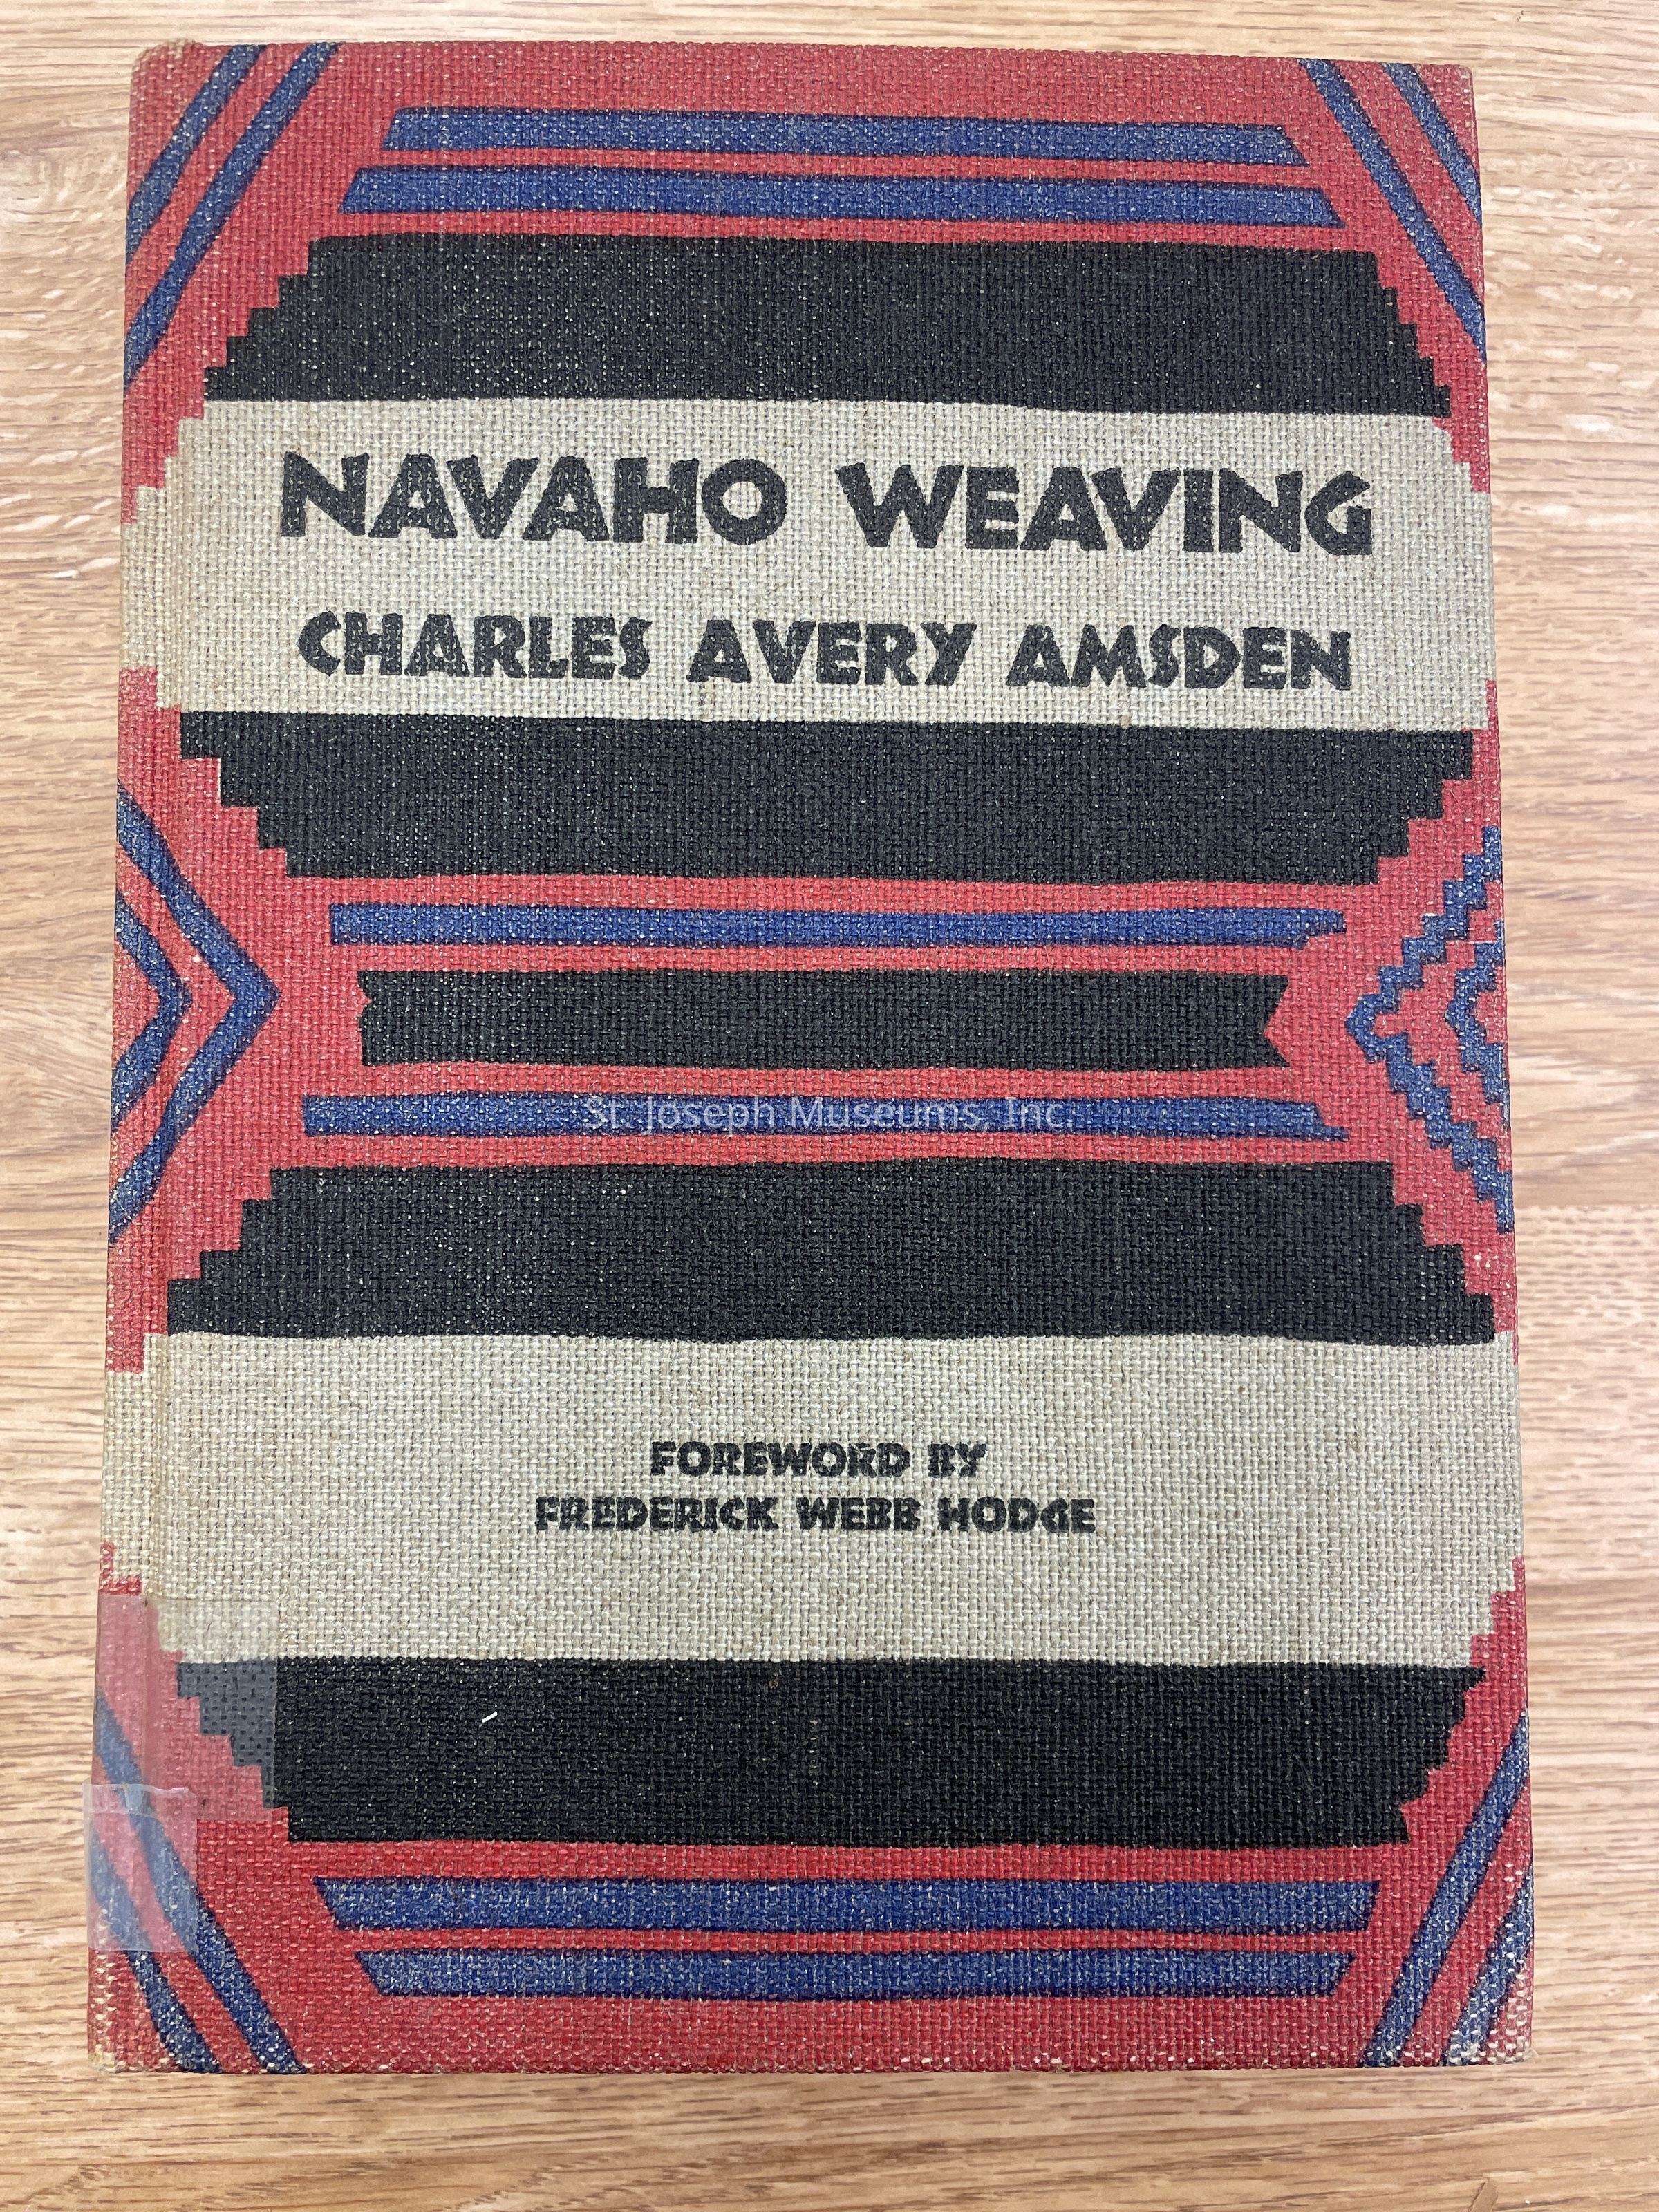 NAVAHO WEAVING
CHARLES AVERY AMSDEN
St. Joseph Museums, Inc.
FOREWORD BY
FREDERICK WEBB HODGE